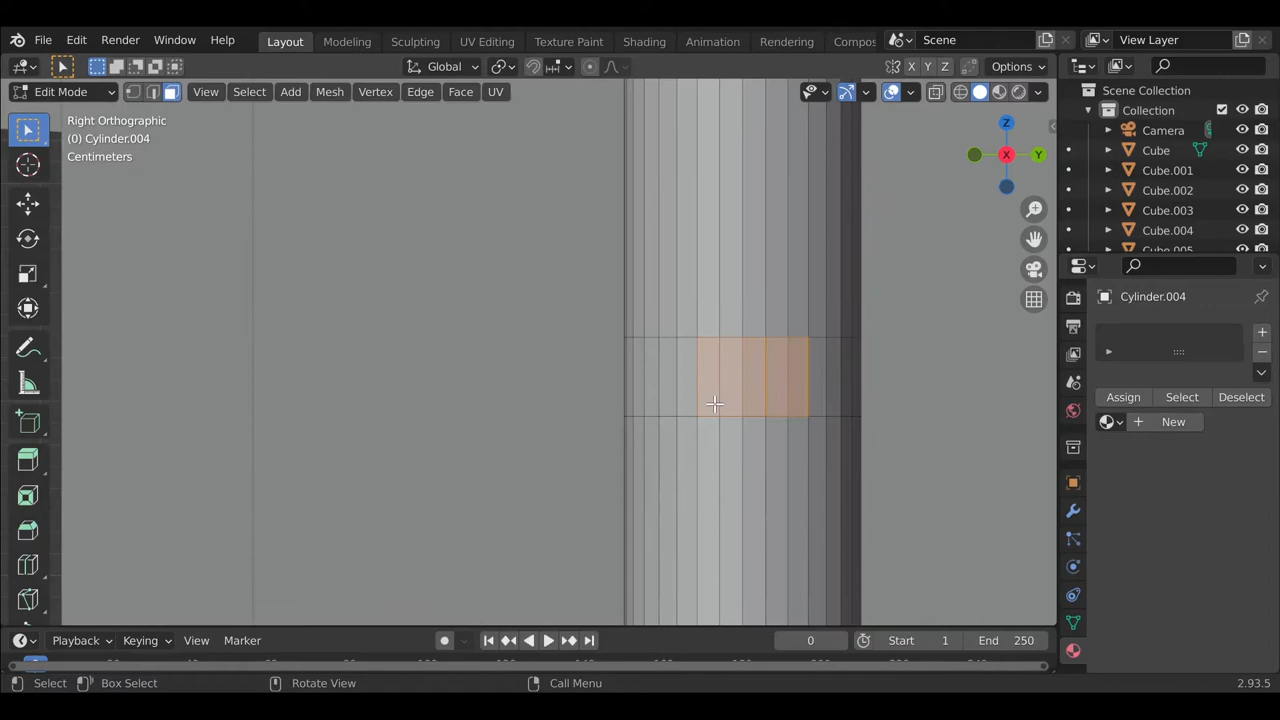 File Edit Render Window Help Layout Modeling Sculpting UV Editing Texture Paint Shading Animation Rendering Compos Scene View Layer
Global X Y Z Options
Edit Mode View Select Add Mesh Vertex Edge Face UV
Right Orthographic
(0) Cylinder.004
Centimeters
Z
X Y
Scene Collection
Collection
Camera
Cube
Cube.001
Cube.002
Cube.003
Cube.004
Cube.005
Cylinder.004
Assign Select Deselect
New
Playback Keying View Marker 0 Start 1 End 250
Select Box Select Rotate View Call Menu 2.93.5